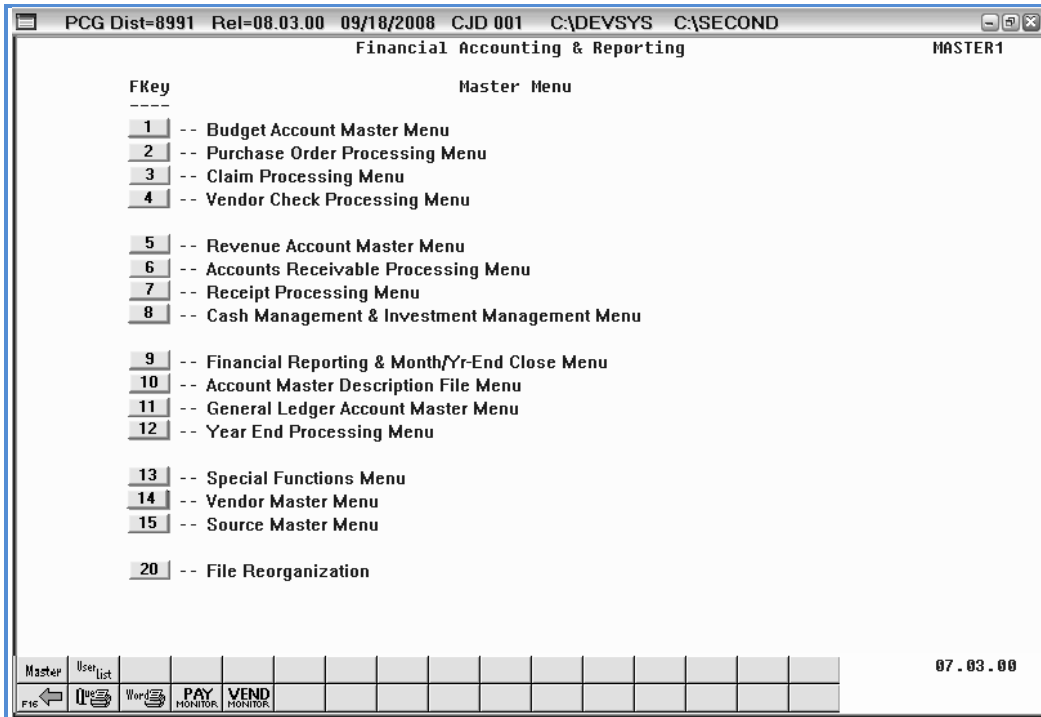 PCG Dist=8991 Rel=08.03.00 09/18/2008 CJD 001 C:\DEVSYS C:\SECOND
Financial Accounting & Reporting MASTER1
FKey Master Menu
----
1 -- Budget Account Master Menu
2 -- Purchase Order Processing Menu
3 -- Claim Processing Menu
4 -- Vendor Check Processing Menu
5 -- Revenue Account Master Menu
6 -- Accounts Receivable Processing Menu
7 -- Receipt Processing Menu
8 -- Cash Management & Investment Management Menu
9 -- Financial Reporting & Month/Yr-End Close Menu
10 -- Account Master Description File Menu
11 -- General Ledger Account Master Menu
12 -- Year End Processing Menu
13 -- Special Functions Menu
14 -- Vendor Master Menu
15 -- Source Master Menu
20 -- File Reorganization
Master User List 07.03.00
F16 Que Word PAY MONITOR VEND MONITOR